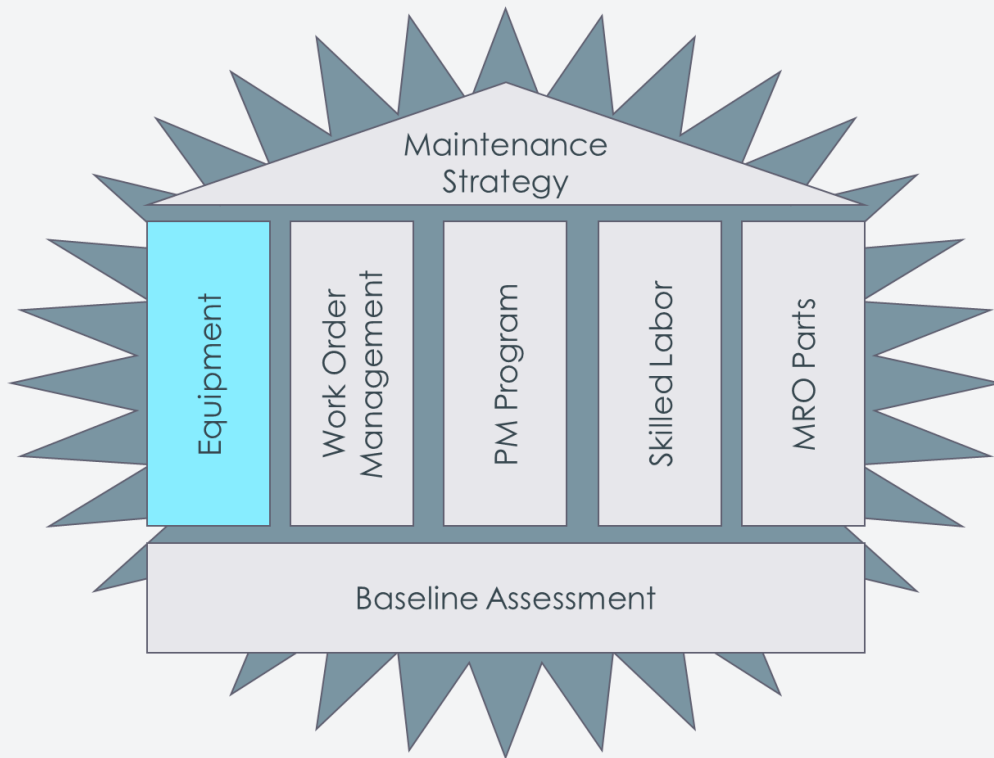 Maintenance
Strategy
Equipment
Work Order
Management
PM Program
Skilled Labor
MRO Parts
Baseline Assessment